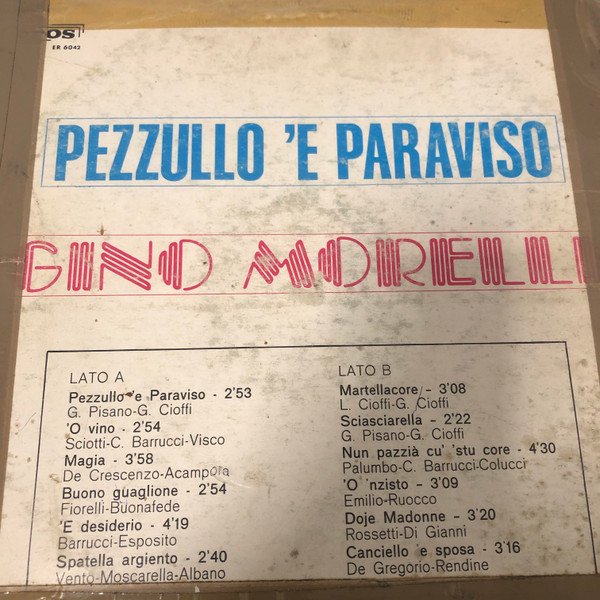 OS
ER 6042
PEZZULLO 'E PARAVISO
GINO MORELLI
LATO A
Pezzullo 'e Paraviso - 2'53
G. Pisano-G. Cioffi
'O vino - 2'54
Sciotti-C. Barrucci-Visco
Magia - 3'58
De Crescenzo-Acampora
Buono guaglione - 2'54
Fiorelli-Buonafede
'E desiderio - 4'19
Barrucci-Esposito
Spatella argiento - 2'40
Vento-Moscarella-Albano
LATO B
Martellacore - 3'08
L. Cioffi-G. Cioffi
Sciasciarella - 2'22
G. Pisano-G. Cioffi
Nun pazzià cu' 'stu core - 4'30
Palumbo-C. Barrucci-Colucci
'O 'nzisto - 3'09
Emilio-Ruocco
Doje Madonne - 3'20
Rossetti-Di Gianni
Canciello e sposa - 3'16
De Gregorio-Rendine